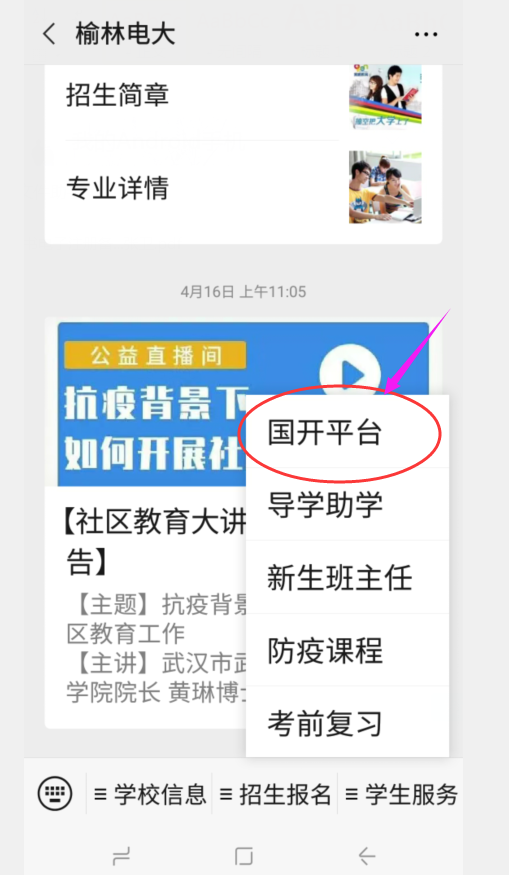 榆林电大
招生简章
专业详情
4月16日 上午11:05
公益直播间
抗疫背景下
如何开展社
【社区教育大讲
告】
【主题】抗疫背景
区教育工作
【主讲】武汉市武
学院院长 黄琳博士
国开平台
导学助学
新生班主任
防疫课程
考前复习
学校信息 招生报名 学生服务